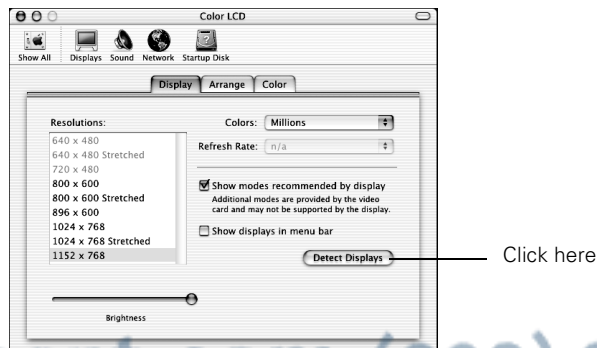 Color LCD
Show All Displays Sound Network Startup Disk
Display Arrange Color
Resolutions:
640 x 480
640 x 480 Stretched
720 x 480
800 x 600
800 x 600 Stretched
896 x 600
1024 x 768
1024 x 768 Stretched
1152 x 768
Brightness
Colors: Millions
Refresh Rate: n/a
Show modes recommended by display
Additional modes are provided by the video
card and may not be supported by the display.
Show displays in menu bar
Detect Displays
Click here